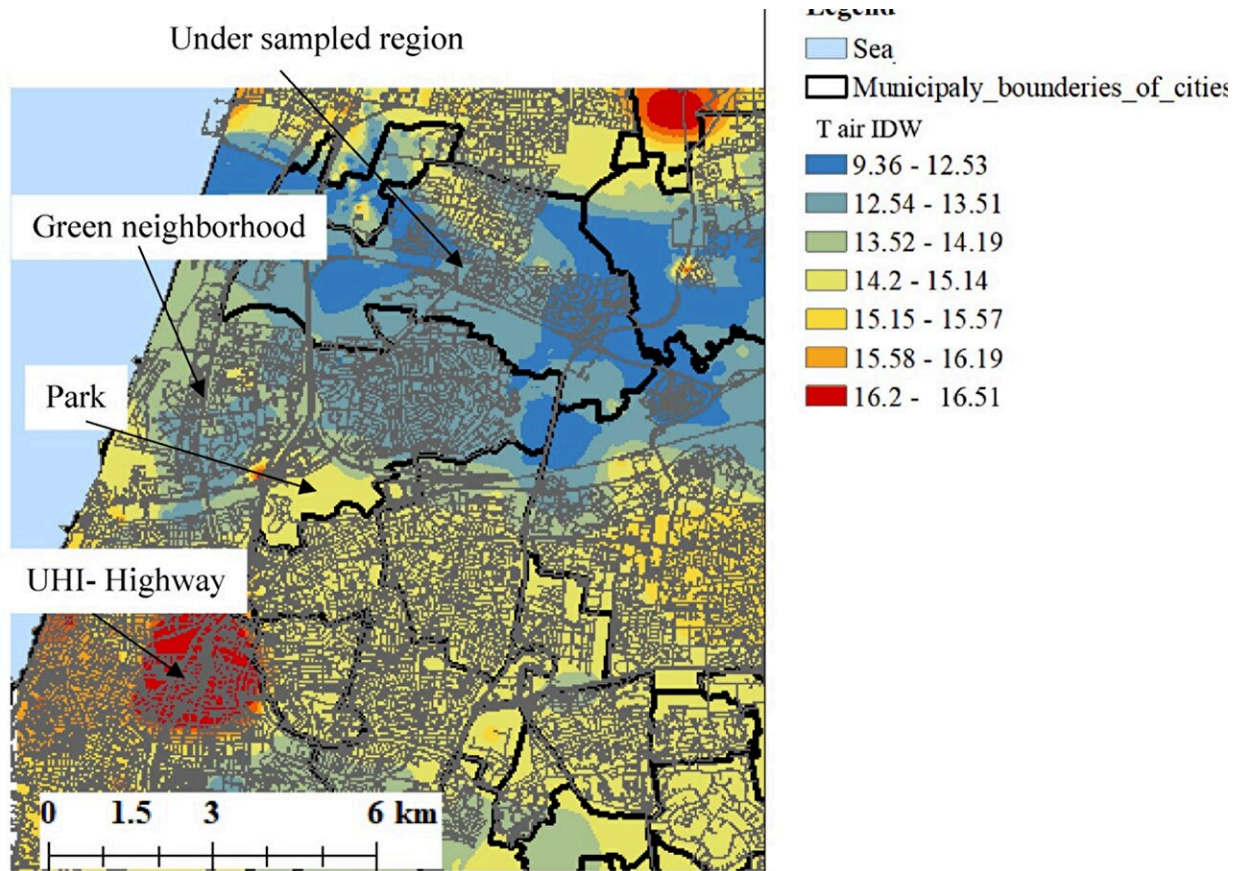 Legend
Under sampled region
Sea
Municipaly_bounderies_of_cities
T air IDW
9.36 - 12.53
12.54 - 13.51
Green neighborhood
13.52 - 14.19
14.2 - 15.14
15.15 - 15.57
15.58 - 16.19
Park
16.2 - 16.51
UHI- Highway
0 1.5 3 6 km